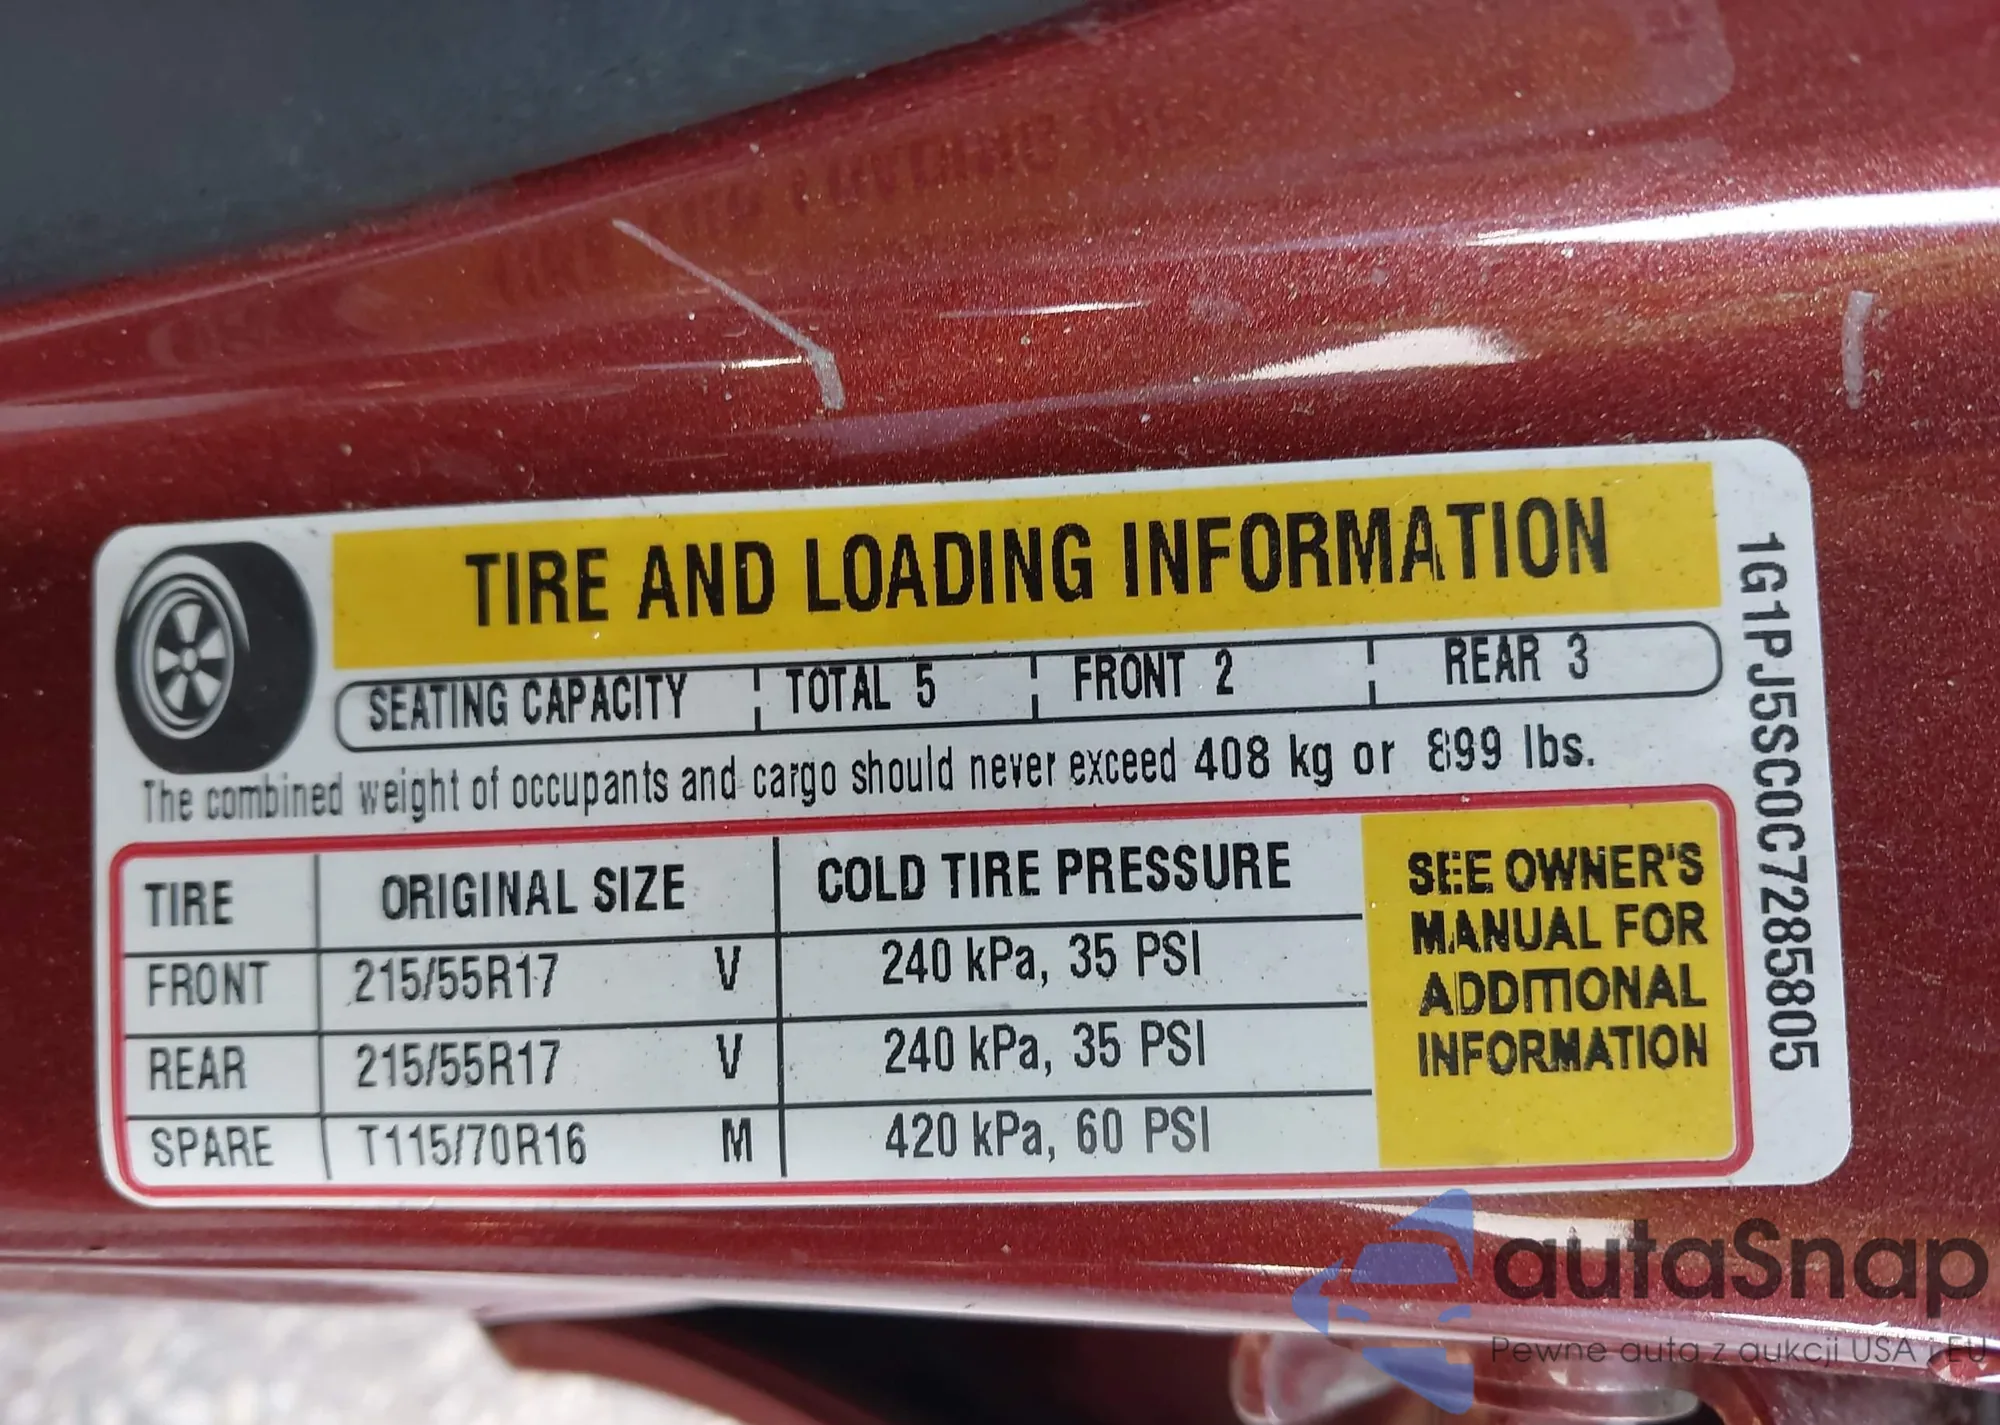 TIRE AND LOADING INFORMATION
SEATING CAPACITY TOTAL 5 FRONT 2 REAR 3
The combined weight of occupants and cargo should never exceed 408 kg or 899 lbs.
TIRE ORIGINAL SIZE COLD TIRE PRESSURE
FRONT 215/55R17 V 240 kPa, 35 PSI
REAR 215/55R17 V 240 kPa, 35 PSI
SPARE T115/70R16 M 420 kPa, 60 PSI
SEE OWNER'S
MANUAL FOR
ADDITIONAL
INFORMATION
1G1PJ5SC0C7285805
autaSnap
Pewne auta z aukcji USA i EU